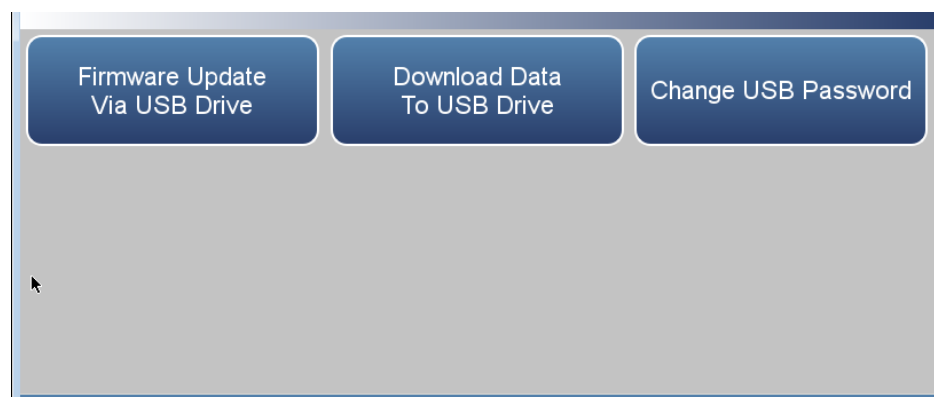 Firmware Update
Via USB Drive
Download Data
To USB Drive
Change USB Password